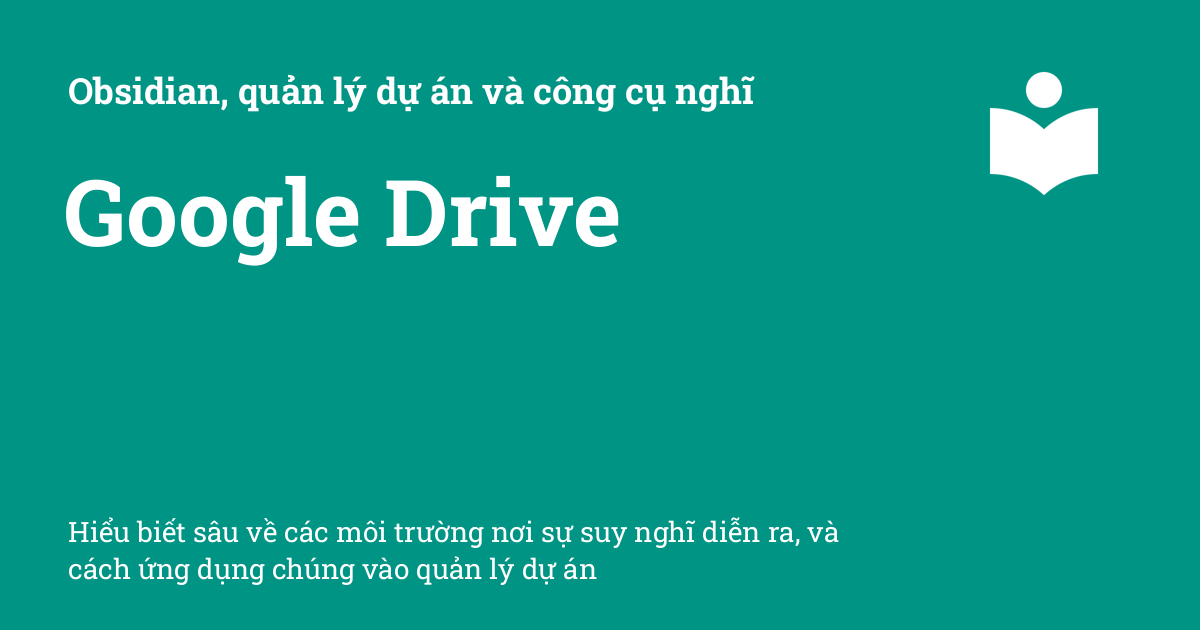 Obsidian, quản lý dự án và công cụ nghĩ
Google Drive
Hiểu biết sâu về các môi trường nơi sự suy nghĩ diễn ra, và
cách ứng dụng chúng vào quản lý dự án